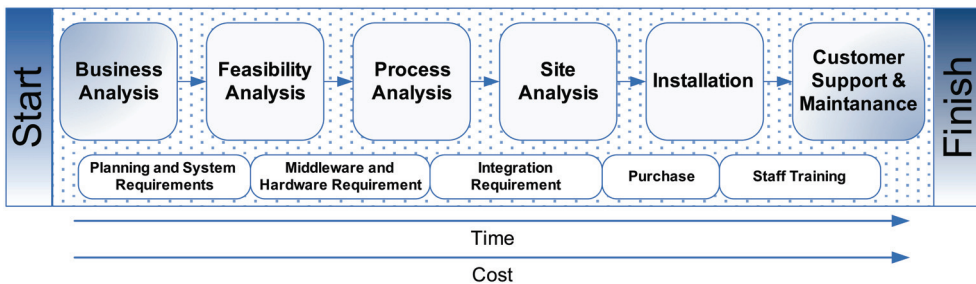 Start
Business
Analysis
Feasibility
Analysis
Process
Analysis
Site
Analysis
Installation
Customer
Support &
Maintanance
Finish
Planning and System
Requirements
Middleware and
Hardware Requirement
Integration
Requirement
Purchase
Staff Training
Time
Cost